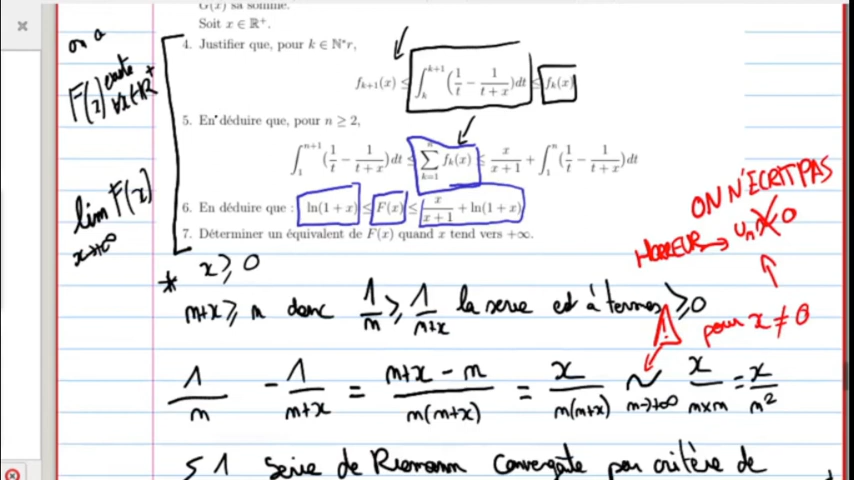 G(x) sa somme.
Soit x ∈ ℝ⁺.
4. Justifier que, pour k ∈ ℕ*r,
f_{k+1}(x) ≤ ∫_k^{k+1} (1/t − 1/(t+x))dt ≤ f_k(x)
5. En déduire que, pour n ≥ 2,
∫_1^{n+1} (1/t − 1/(t+x))dt ≤ ∑_{k=1}^n f_k(x) ≤ x/(x+1) + ∫_1^n (1/t − 1/(t+x))dt
6. En déduire que : ln(1 + x) ≤ F(x) ≤ x/(x+1) + ln(1 + x)
7. Déterminer un équivalent de F(x) quand x tend vers +∞.
on a
F(x) existe
∀x∈ℝ⁺
lim F(x)
x→+∞
ON N'ECRIT PAS
HORREUR → u_n ~ 0
pour x ≠ 0
* x ≥ 0
n+x ≥ n donc 1/n ≥ 1/(n+x) la serie est à termes ≥ 0
1/n − 1/(n+x) = (n+x − n)/(n(n+x)) = x/(n(n+x)) ~_{n→+∞} x/(n×n) = x/n²
1 serie de Riemann convergente par critère de